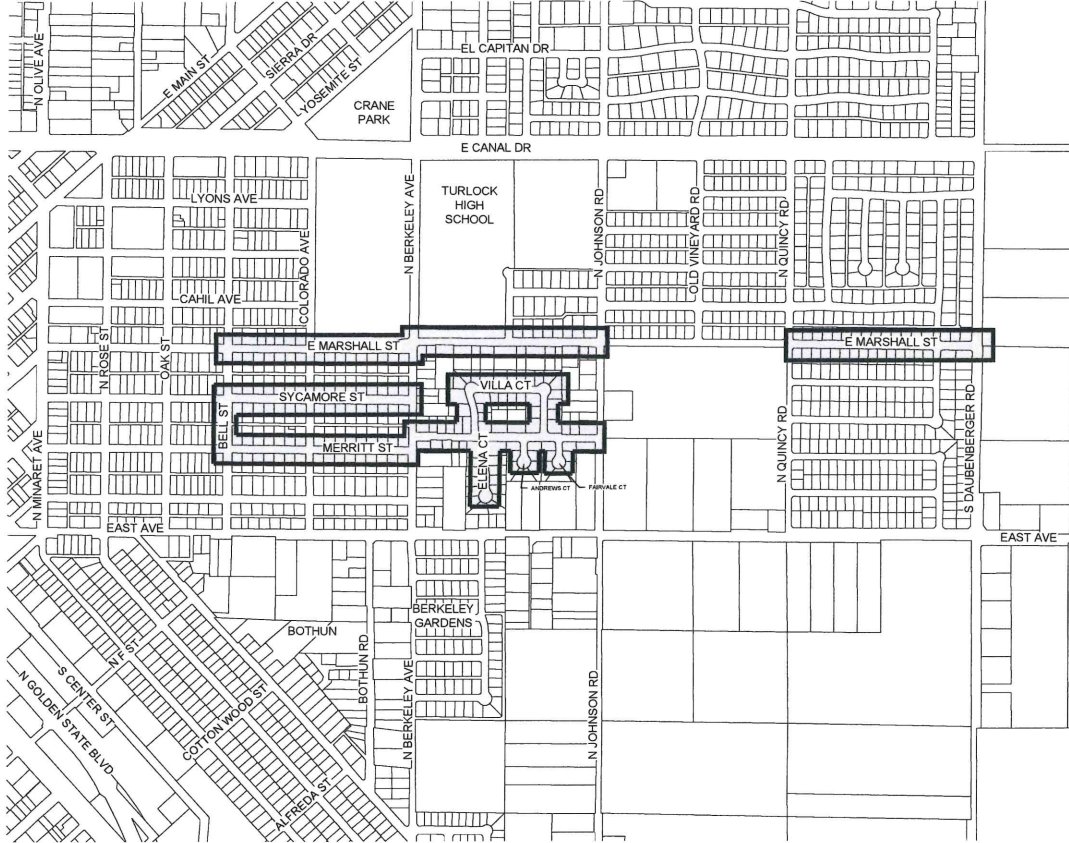 N OLIVE AVE
E MAIN ST
SIERRA DR
YOSEMITE ST
EL CAPITAN DR
CRANE
PARK
E CANAL DR
LYONS AVE
COLORADO AVE
N BERKELEY AVE
TURLOCK
HIGH
SCHOOL
N JOHNSON RD
OLD VINEYARD RD
N QUINCY RD
CAHIL AVE
N ROSE ST
OAK ST
E MARSHALL ST
E MARSHALL ST
SYCAMORE ST
VILLA CT
BELL ST
MERRITT ST
ELENA CT
ANDREWS CT
FAIRVALE CT
N QUINCY RD
S DAUBENBERGER RD
N MINARET AVE
EAST AVE
EAST AVE
BERKELEY
GARDENS
BOTHUN
BOTHUN RD
N BERKELEY AVE
N JOHNSON RD
N F ST
S CENTER ST
N GOLDEN STATE BLVD
COTTON WOOD ST
ALFREDA ST